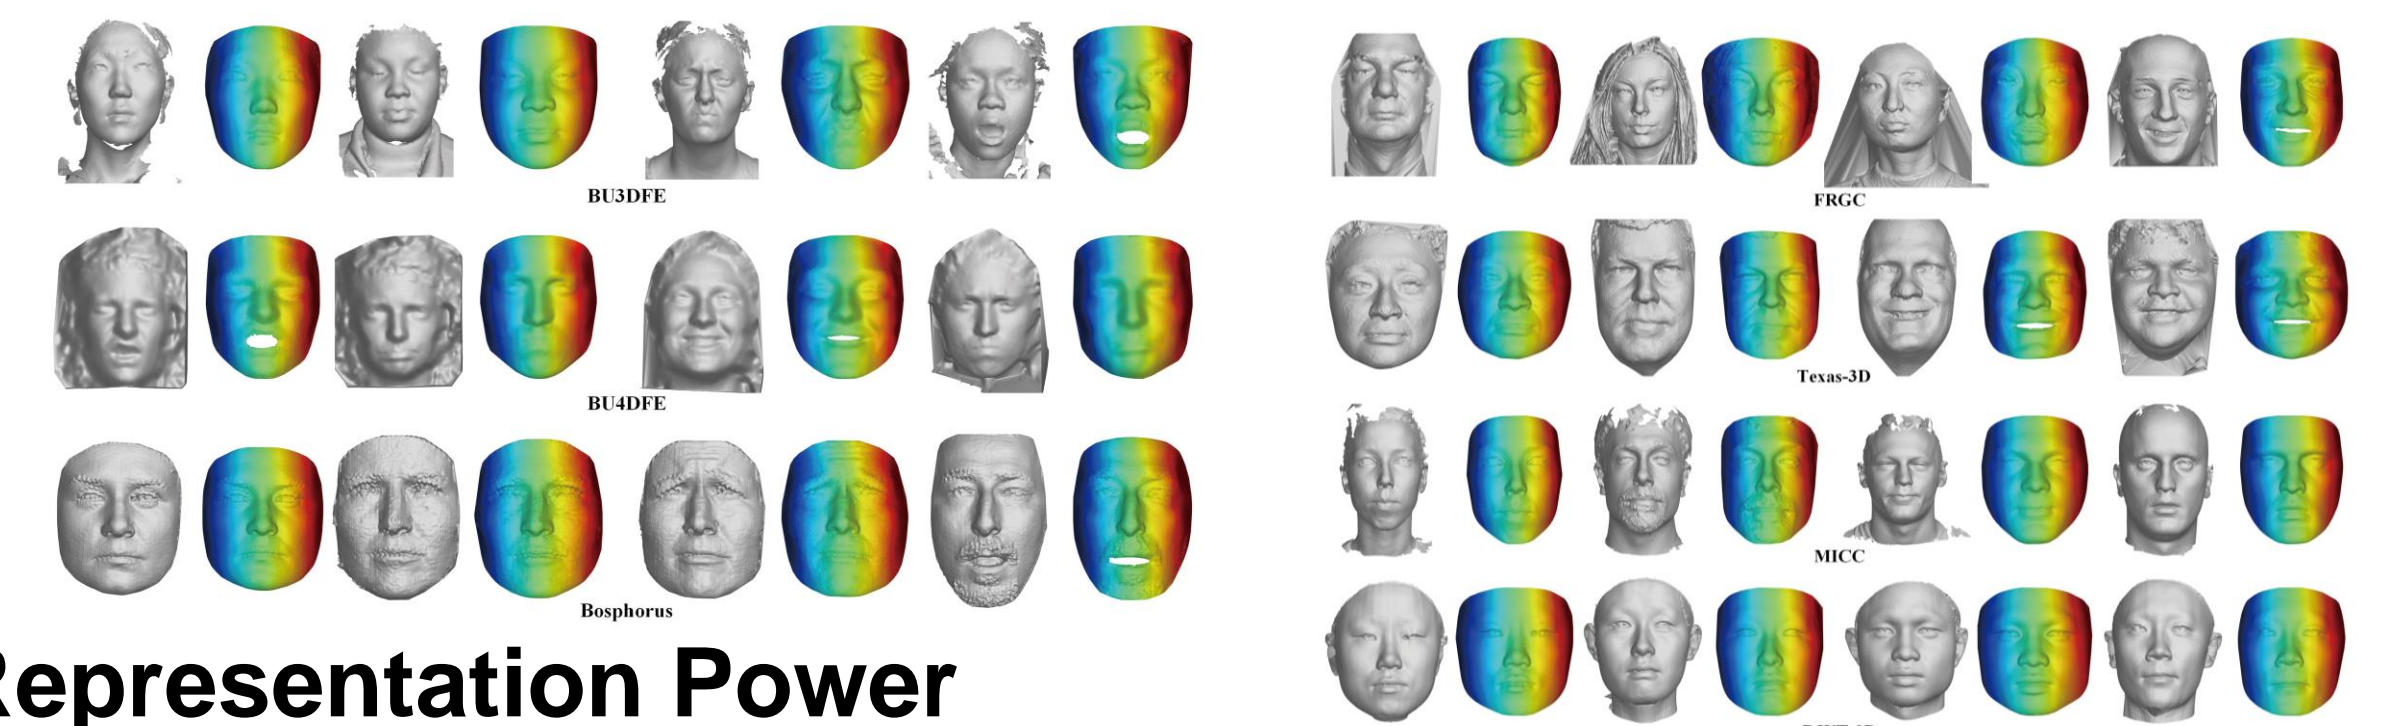 BU3DFE
BU4DFE
Bosphorus
FRGC
Texas-3D
MICC
Representation Power